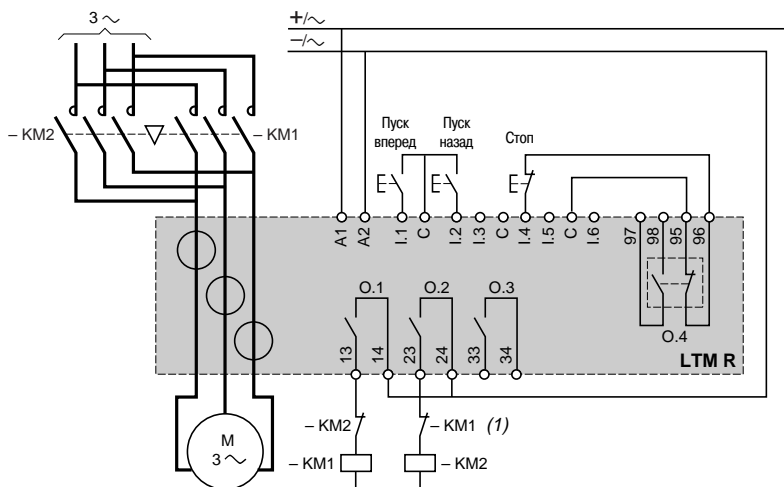 3 ~
+/~
–/~
– KM2
– KM1
Пуск
вперед
Пуск
назад
Стоп
A1
A2
I.1
C
I.2
I.3
C
I.4
I.5
C
I.6
97
98
95
96
O.1
O.2
O.3
O.4
13
14
23
24
33
34
LTM R
M
3 ~
– KM2
– KM1 (1)
– KM1
– KM2